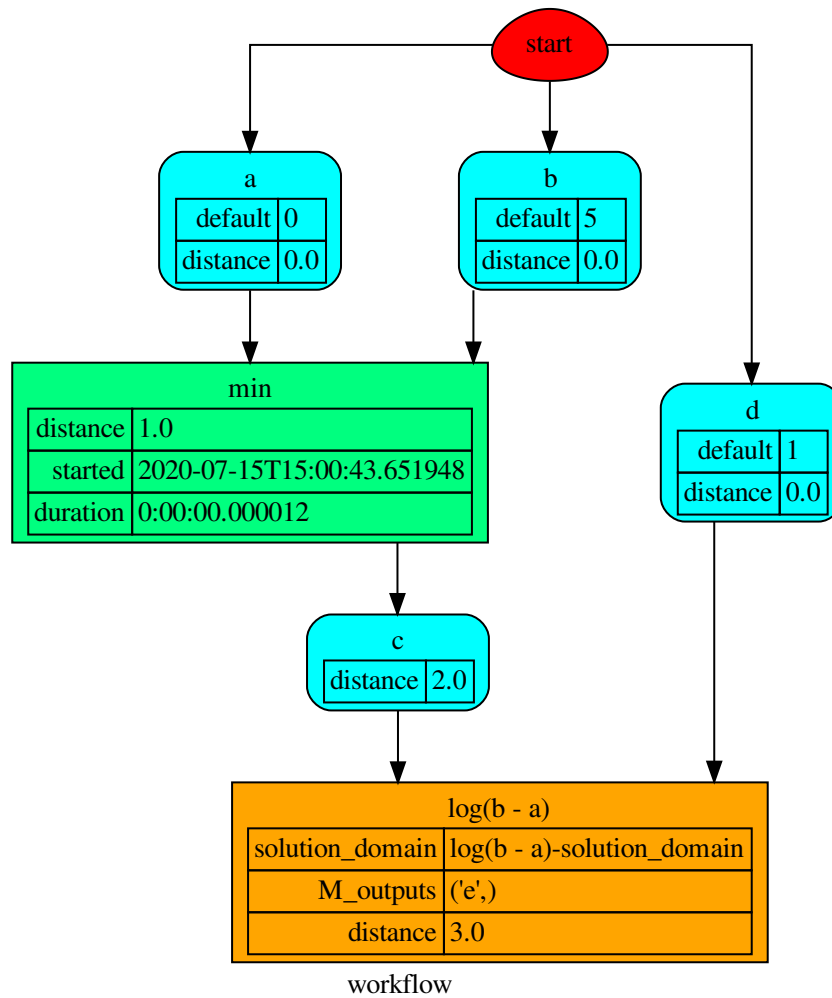 start
a
default 0
distance 0.0
b
default 5
distance 0.0
min
distance 1.0
started 2020-07-15T15:00:43.651948
duration 0:00:00.000012
d
default 1
distance 0.0
c
distance 2.0
log(b - a)
solution_domain log(b - a)-solution_domain
M_outputs ('e',)
distance 3.0
workflow